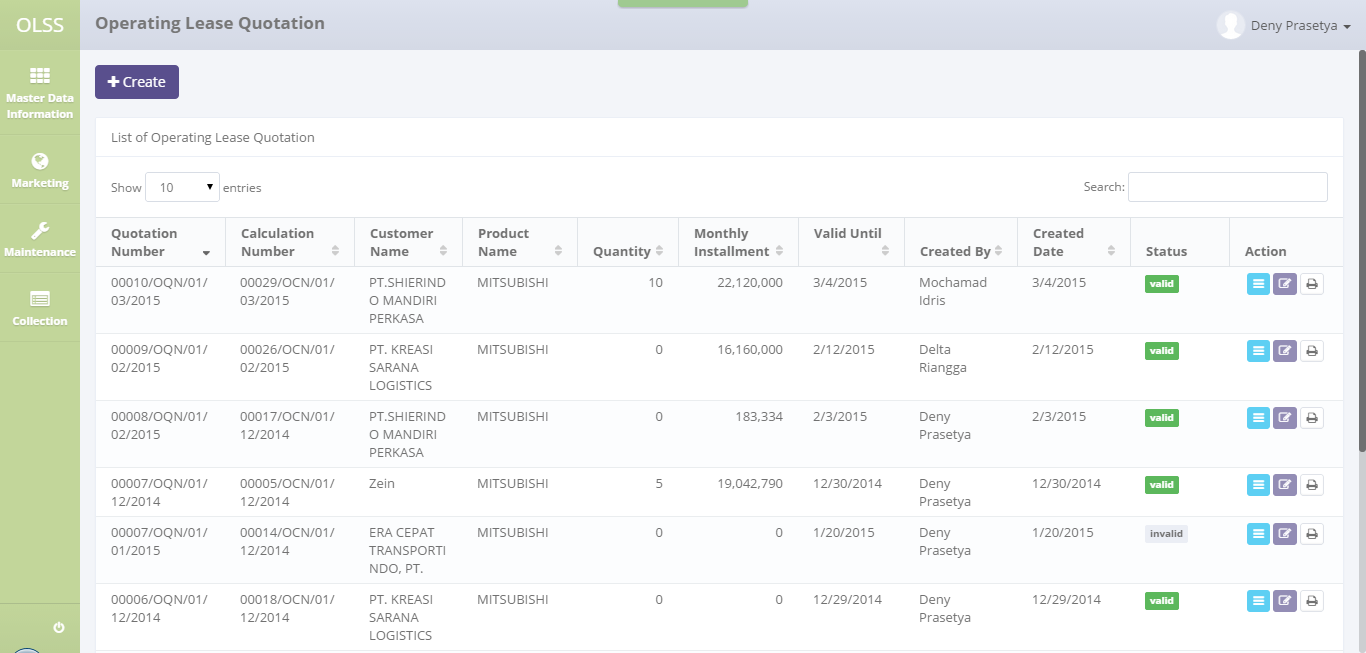 OLSS
Operating Lease Quotation
Deny Prasetya
Master Data
Information
Marketing
Maintenance
Collection
Create
List of Operating Lease Quotation
Show 10 entries
Search:
Quotation Number Calculation Number Customer Name Product Name Quantity Monthly Installment Valid Until Created By Created Date Status Action
00010/OQN/01/ 00029/OCN/01/ PT.SHIERIND MITSUBISHI 10 22,120,000 3/4/2015 Mochamad 3/4/2015 valid
03/2015 03/2015 O MANDIRI Idris
PERKASA
00009/OQN/01/ 00026/OCN/01/ PT. KREASI MITSUBISHI 0 16,160,000 2/12/2015 Delta 2/12/2015 valid
02/2015 02/2015 SARANA Riangga
LOGISTICS
00008/OQN/01/ 00017/OCN/01/ PT.SHIERIND MITSUBISHI 0 183,334 2/3/2015 Deny 2/3/2015 valid
02/2015 12/2014 O MANDIRI Prasetya
PERKASA
00007/OQN/01/ 00005/OCN/01/ Zein MITSUBISHI 5 19,042,790 12/30/2014 Deny 12/30/2014 valid
12/2014 12/2014 Prasetya
00007/OQN/01/ 00014/OCN/01/ ERA CEPAT MITSUBISHI 0 0 1/20/2015 Deny 1/20/2015 invalid
01/2015 12/2014 TRANSPORTI Prasetya
NDO, PT.
00006/OQN/01/ 00018/OCN/01/ PT. KREASI MITSUBISHI 0 0 12/29/2014 Deny 12/29/2014 valid
12/2014 12/2014 SARANA Prasetya
LOGISTICS